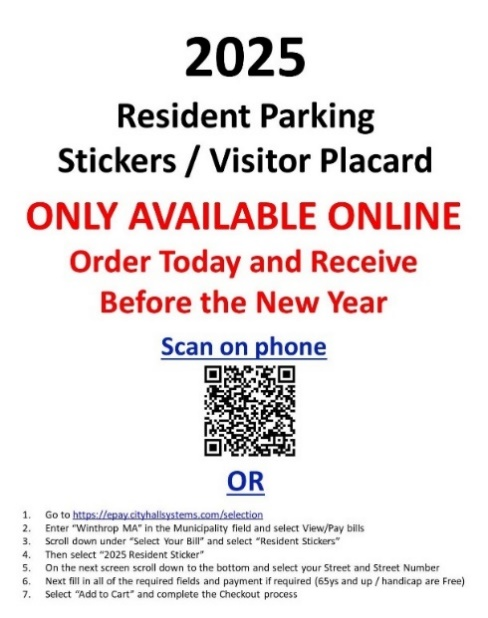 2025
Resident Parking
Stickers / Visitor Placard
ONLY AVAILABLE ONLINE
Order Today and Receive
Before the New Year
Scan on phone
OR
1. Go to https://epay.cityhallsystems.com/selection
2. Enter "Winthrop MA" in the Municipality field and select View/Pay bills
3. Scroll down under "Select Your Bill" and select "Resident Stickers"
4. Then select "2025 Resident Sticker"
5. On the next screen scroll down to the bottom and select your Street and Street Number
6. Next fill in all of the required fields and payment if required (65ys and up / handicap are Free)
7. Select "Add to Cart" and complete the Checkout process